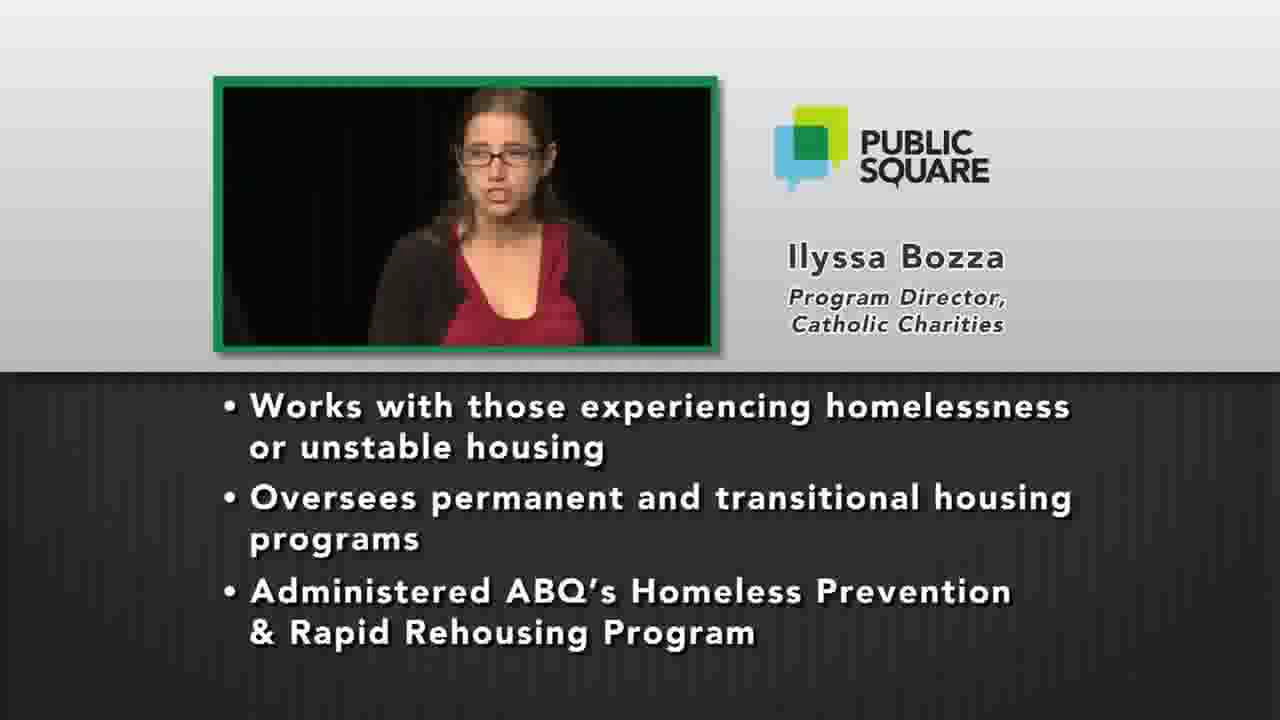 PUBLIC
SQUARE
Ilyssa Bozza
Program Director,
Catholic Charities
• Works with those experiencing homelessness
or unstable housing
• Oversees permanent and transitional housing
programs
• Administered ABQ's Homeless Prevention
& Rapid Rehousing Program